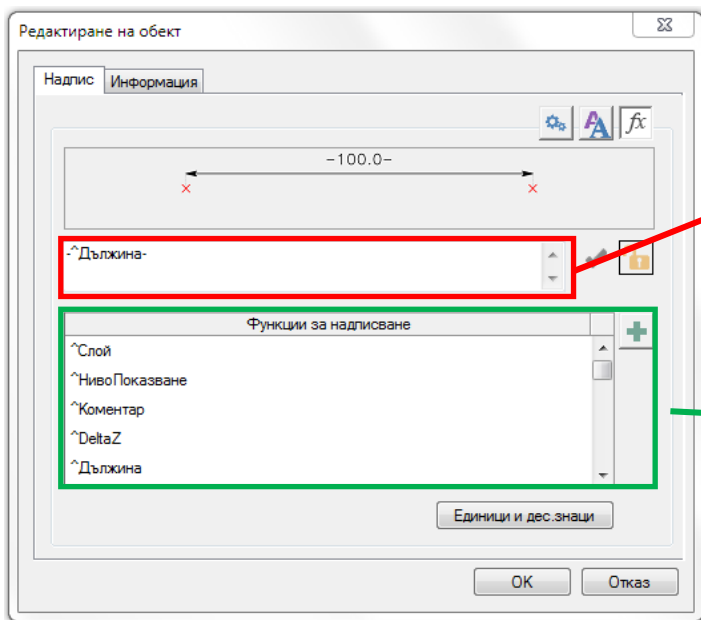 Редактиране на обект
Надпис Информация
fx
-100.0-
-^Дължина-
Функции за надписване
^Слой
^НивоПоказване
^Коментар
^DeltaZ
^Дължина
Единици и дес.знаци
OK Отказ